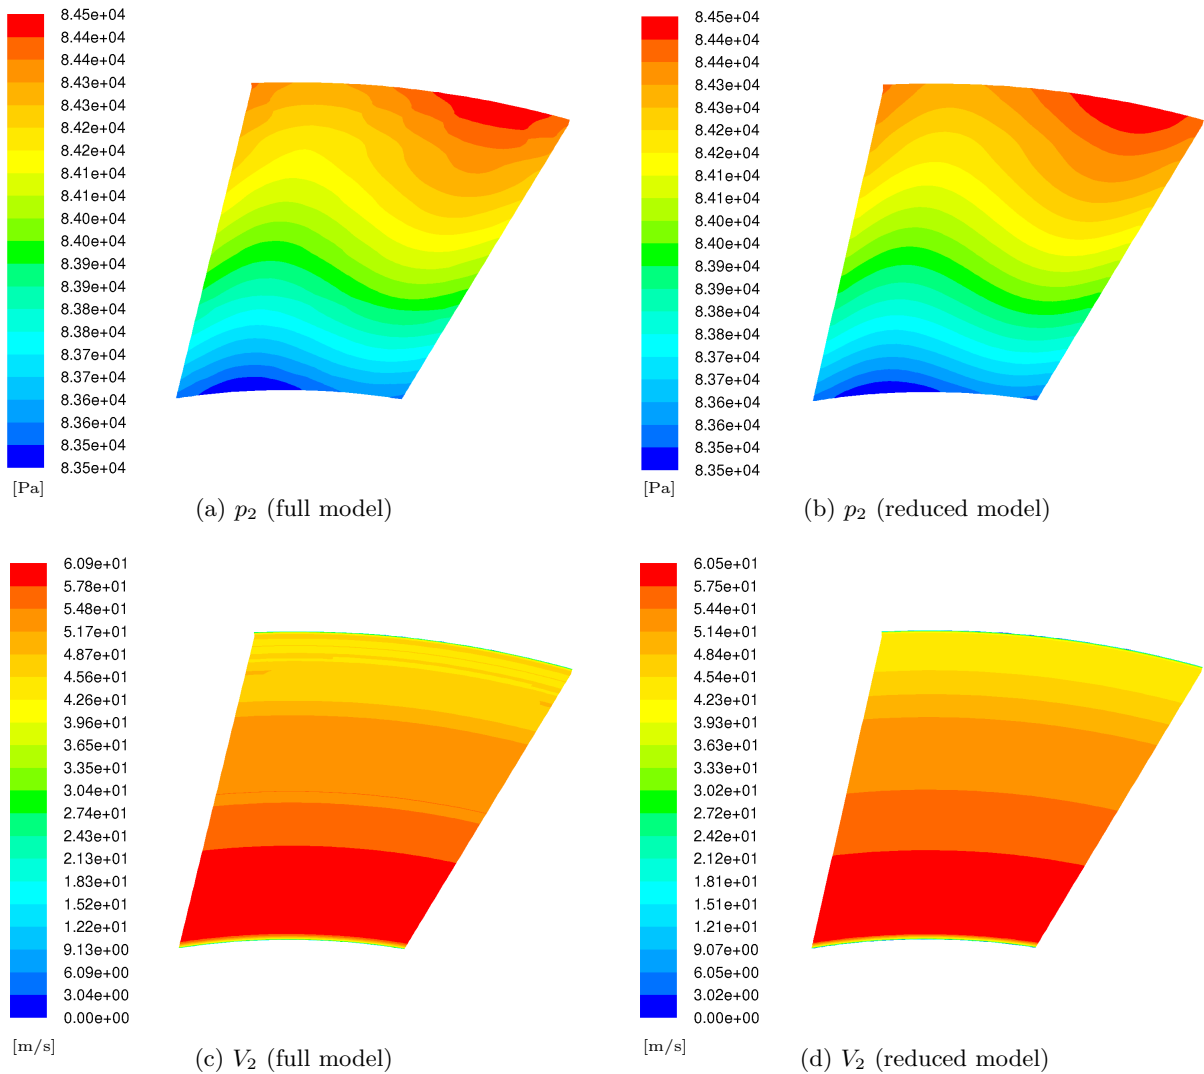 8.45e+04
8.44e+04
8.44e+04
8.43e+04
8.43e+04
8.42e+04
8.42e+04
8.41e+04
8.41e+04
8.40e+04
8.40e+04
8.39e+04
8.39e+04
8.38e+04
8.38e+04
8.37e+04
8.37e+04
8.36e+04
8.36e+04
8.35e+04
8.35e+04
[Pa]
(a) p₂ (full model)
8.45e+04
8.44e+04
8.44e+04
8.43e+04
8.43e+04
8.42e+04
8.42e+04
8.41e+04
8.41e+04
8.40e+04
8.40e+04
8.39e+04
8.39e+04
8.38e+04
8.38e+04
8.37e+04
8.37e+04
8.36e+04
8.36e+04
8.35e+04
8.35e+04
[Pa]
(b) p₂ (reduced model)
6.09e+01
5.78e+01
5.48e+01
5.17e+01
4.87e+01
4.56e+01
4.26e+01
3.96e+01
3.65e+01
3.35e+01
3.04e+01
2.74e+01
2.43e+01
2.13e+01
1.83e+01
1.52e+01
1.22e+01
9.13e+00
6.09e+00
3.04e+00
0.00e+00
[m/s]
(c) V₂ (full model)
6.05e+01
5.75e+01
5.44e+01
5.14e+01
4.84e+01
4.54e+01
4.23e+01
3.93e+01
3.63e+01
3.33e+01
3.02e+01
2.72e+01
2.42e+01
2.12e+01
1.81e+01
1.51e+01
1.21e+01
9.07e+00
6.05e+00
3.02e+00
0.00e+00
[m/s]
(d) V₂ (reduced model)